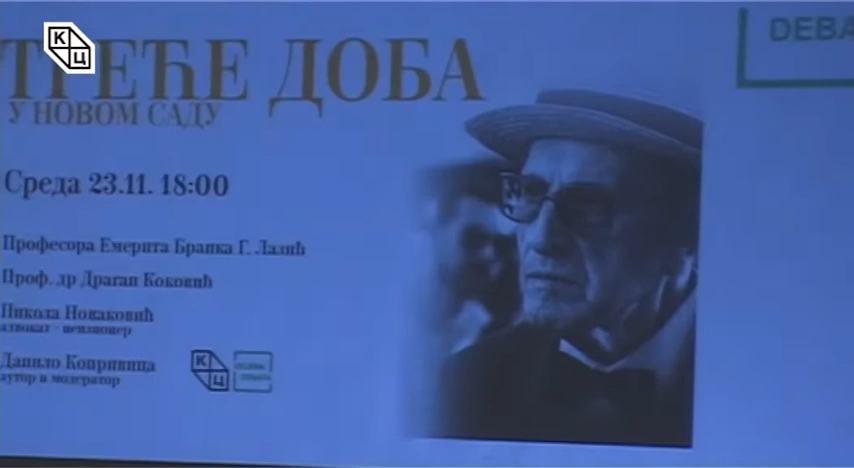 К
Ц
ТРЕЋЕ ДОБА
У НОВОМ САДУ
DEBA
Среда 23.11. 18:00
Професора Емерита Бранка Г. Лазић
Проф. др Драган Коковић
Никола Новаковић
адвокат - пензионер
Данило Копривица
аутор и модератор
К
Ц